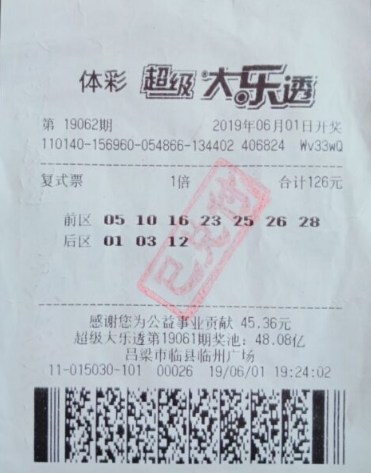 体彩 超级大乐透
第 19062期 2019年06月01日开奖
110140-156960-054866-134402 406824 Wv33wQ
复式票 1倍 合计126元
前区 05 10 16 23 25 26 28
后区 01 03 12
已兑付
感谢您为公益事业贡献 45.36元
超级大乐透第19061期奖池：48.08亿
吕梁市临县临州广场
11-015030-101 00026 19/06/01 19:24:02